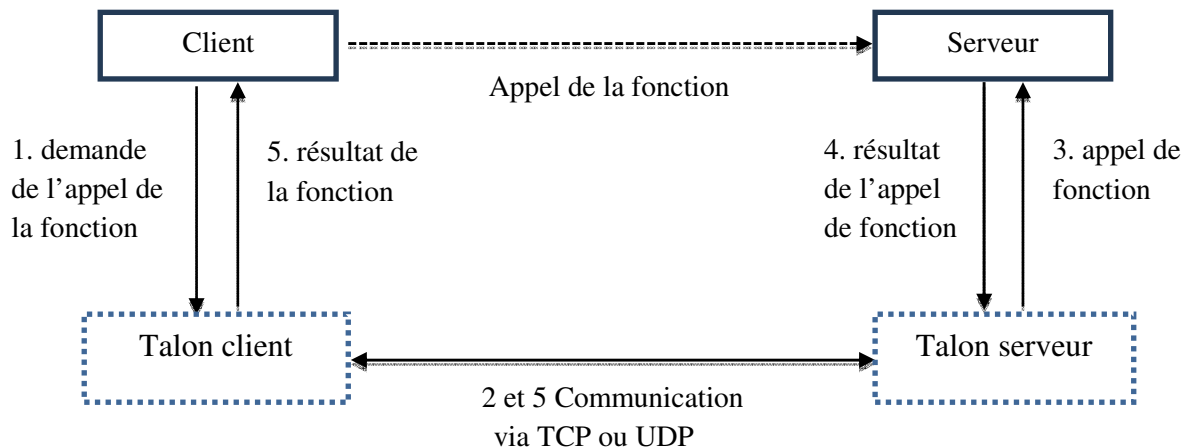 Client
Serveur
Appel de la fonction
1. demande
de l’appel de
la fonction
5. résultat de
la fonction
4. résultat
de l’appel
de fonction
3. appel de
fonction
Talon client
Talon serveur
2 et 5 Communication
via TCP ou UDP